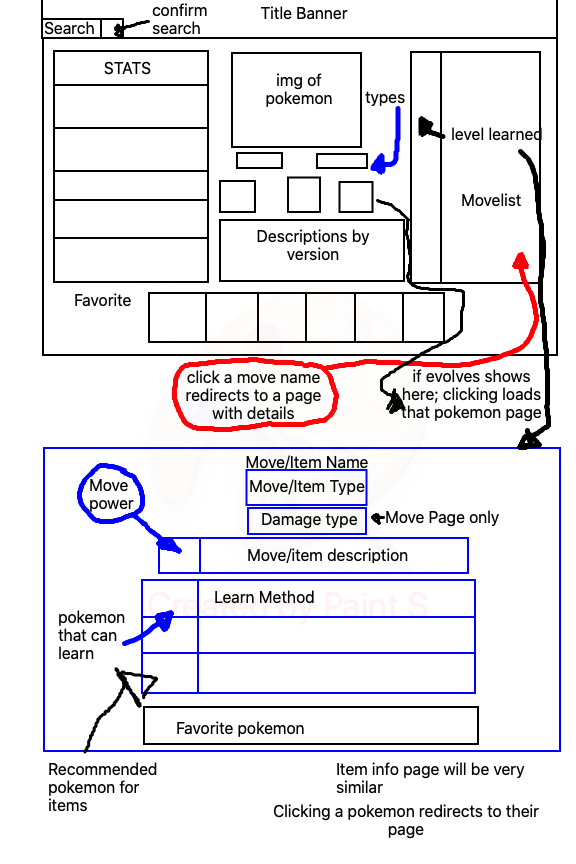 confirm
search
Title Banner
Search
STATS
img of
pokemon
types
level learned
Movelist
Descriptions by
version
Favorite
click a move name
redirects to a page
with details
if evolves shows
here; clicking loads
that pokemon page
Move/Item Name
Move/Item Type
Move
power
Damage type
Move Page only
Move/item description
Learn Method
Created by Paint S
pokemon
that can
learn
Favorite pokemon
Recommended
pokemon for
items
Item info page will be very
similar
Clicking a pokemon redirects to their
page